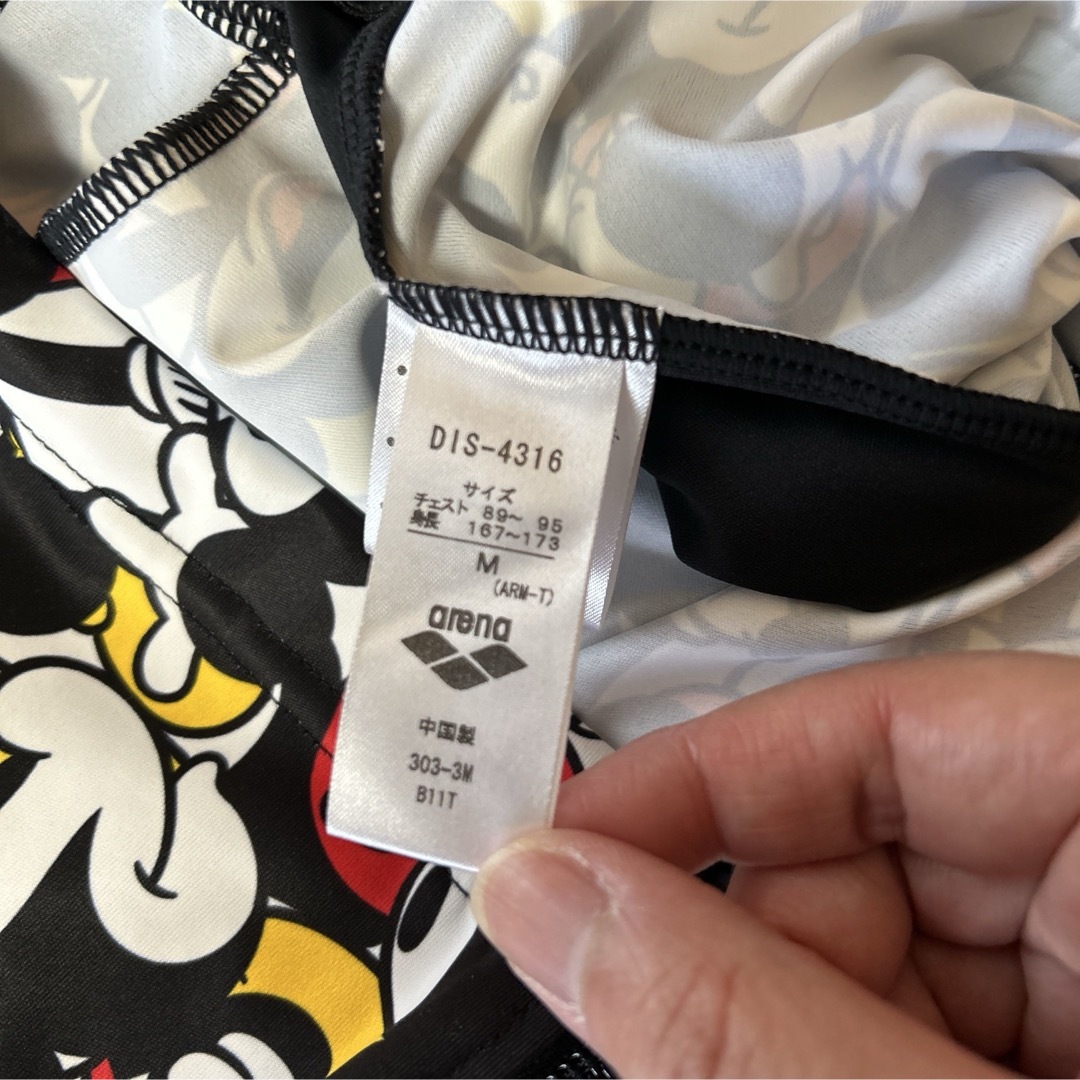 DIS-4316
サイズ
チェスト 89〜 95
身長 167〜173
M
(ARM-T)
arena
中国製
303-3M
B11T